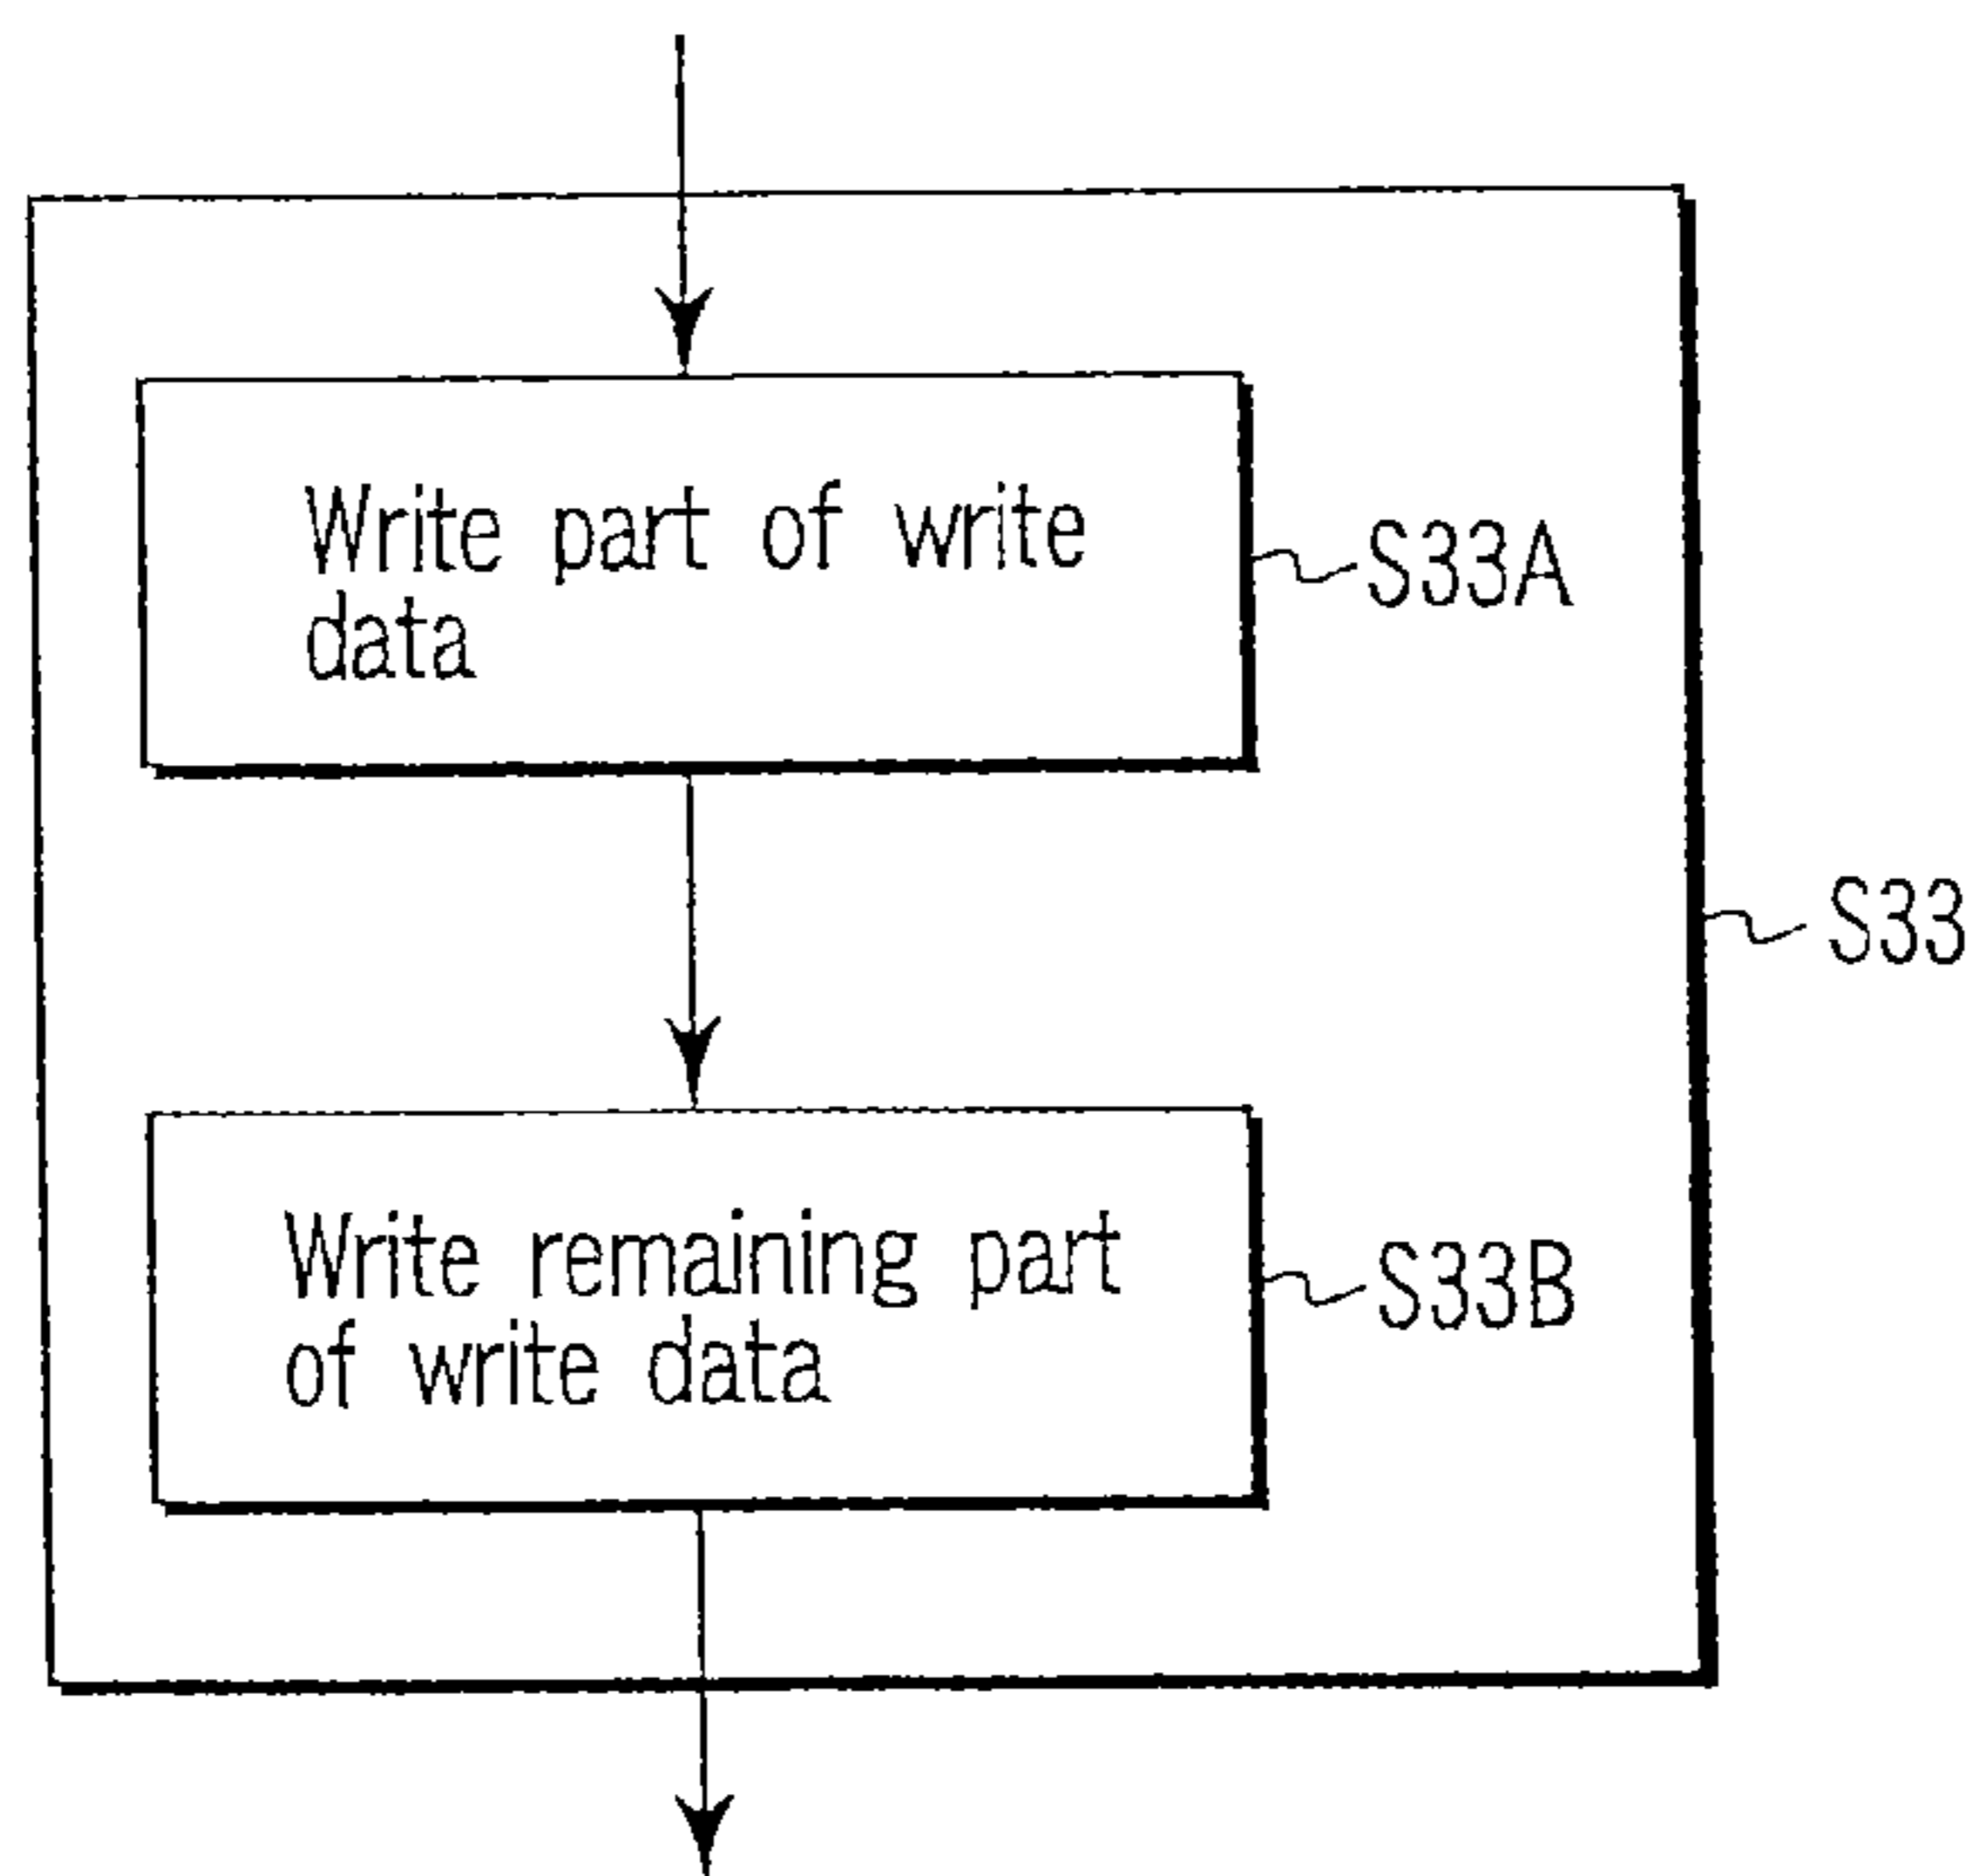 Write part of write
data
S33A
S33
Write remaining part
of write data
S33B